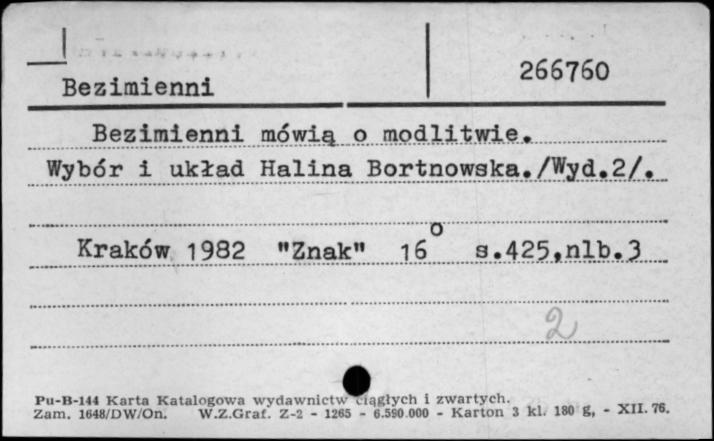 266760
Bezimienni
Bezimienni mówią o modlitwie.
Wybór i układ Halina Bortnowska./Wyd.2/.
Kraków 1982 "Znak" 16° s.425,nlb.3
2
Pu-B-144 Karta Katalogowa wydawnictw ciągłych i zwartych.
Zam. 1648/DW/On. W.Z.Graf. Z-2 - 1265 - 6.590.000 - Karton 3 kl. 180 g, - XII. 76.